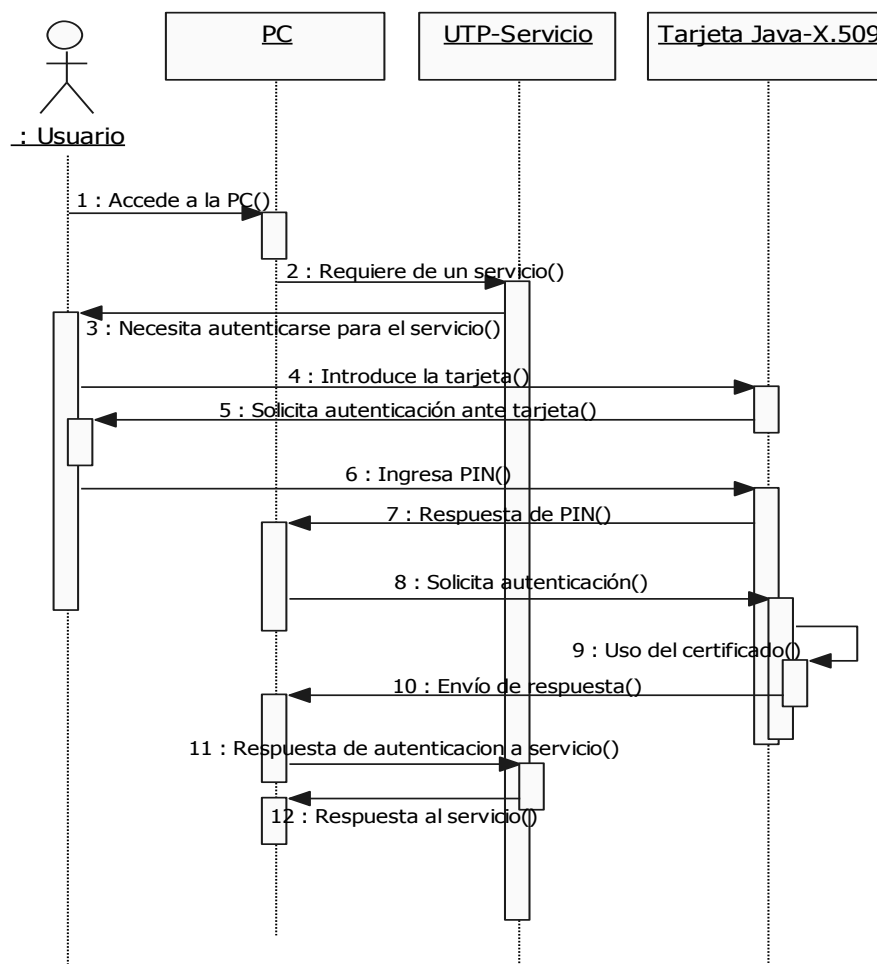 PC
UTP-Servicio
Tarjeta Java-X.509
: Usuario
1 : Accede a la PC()
2 : Requiere de un servicio()
3 : Necesita autenticarse para el servicio()
4 : Introduce la tarjeta()
5 : Solicita autenticación ante tarjeta()
6 : Ingresa PIN()
7 : Respuesta de PIN()
8 : Solicita autenticación()
9 : Uso del certificado()
10 : Envío de respuesta()
11 : Respuesta de autenticacion a servicio()
12 : Respuesta al servicio()